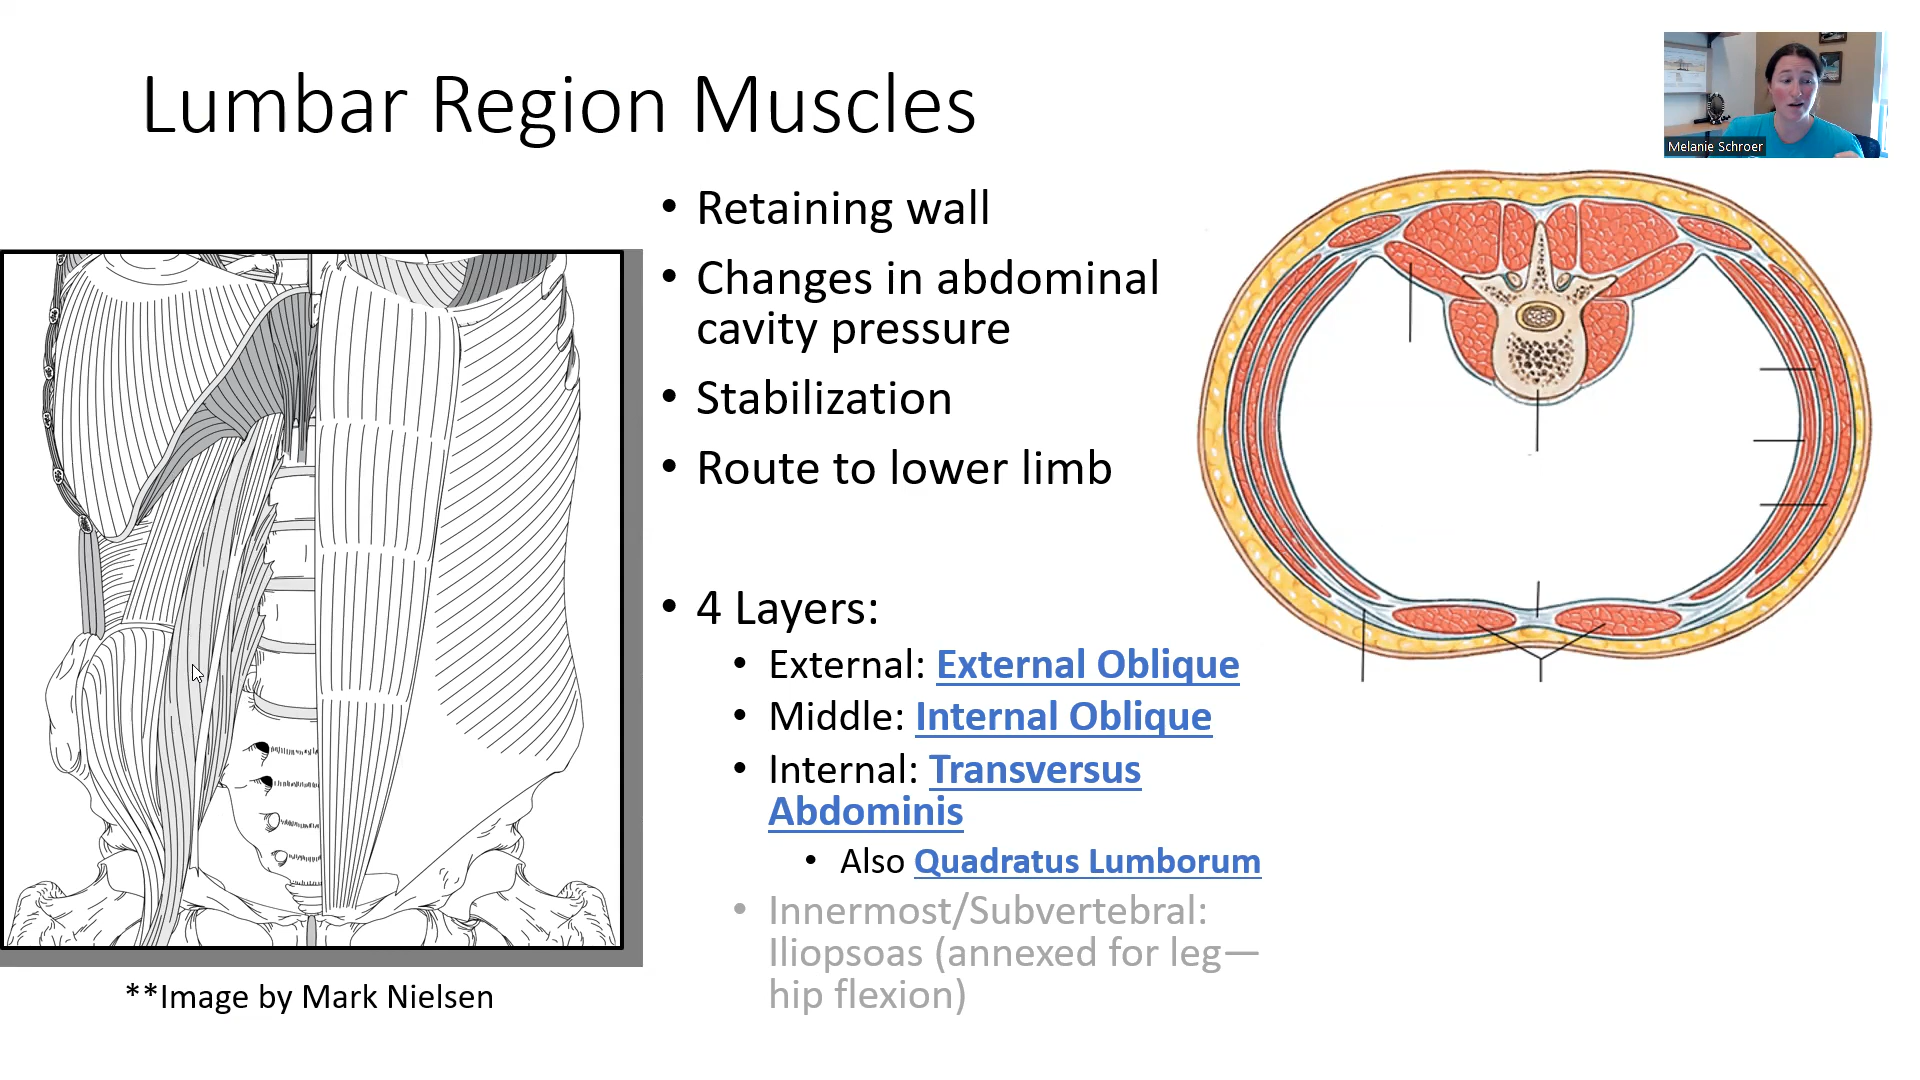 Lumbar Region Muscles
Melanie Schroer
• Retaining wall
• Changes in abdominal
cavity pressure
• Stabilization
• Route to lower limb
• 4 Layers:
• External: External Oblique
• Middle: Internal Oblique
• Internal: Transversus
Abdominis
• Also Quadratus Lumborum
• Innermost/Subvertebral:
Iliopsoas (annexed for leg—
hip flexion)
**Image by Mark Nielsen